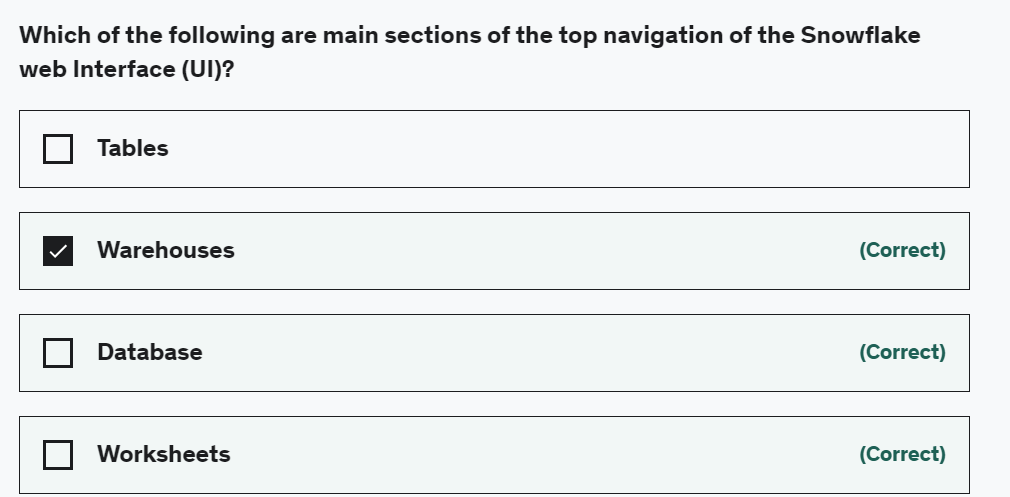 Which of the following are main sections of the top navigation of the Snowflake
web Interface (UI)?
Tables
Warehouses (Correct)
Database (Correct)
Worksheets (Correct)